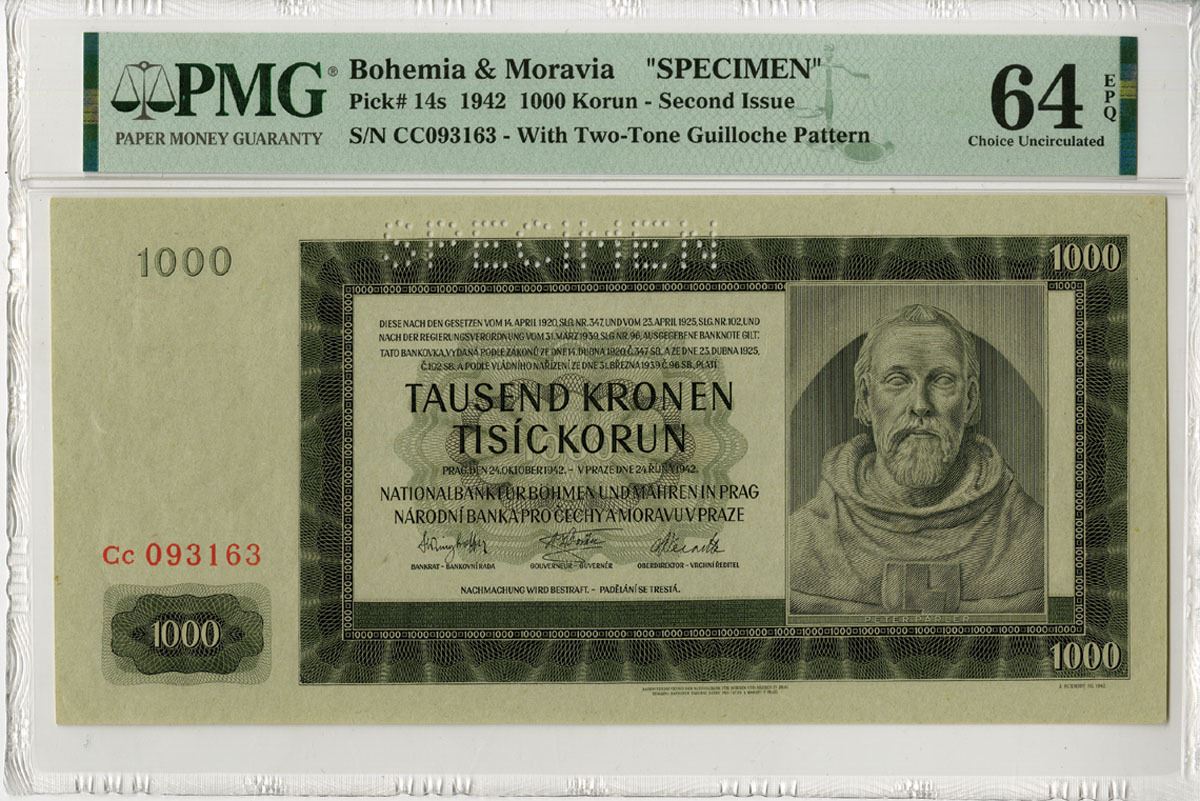 PMG®
PAPER MONEY GUARANTY
Bohemia & Moravia "SPECIMEN"
Pick# 14s 1942 1000 Korun - Second Issue
S/N CC093163 - With Two-Tone Guilloche Pattern
64 EPQ
Choice Uncirculated
SPECIMEN
1000
1000
DIESE NACH DEN GESETZEN VOM 14. APRIL 1920, SLG. NR. 347, UND VOM 23. APRIL 1925, SLG. NR. 102, UND
NACH DER REGIERUNGSVERORDNUNG VOM 31. MÄRZ 1939, SLG. NR. 96, AUSGEGEBENE BANKNOTE GILT.
TATO BANKOVKA, VYDANÁ PODLE ZÁKONŮ ZE DNE 14. DUBNA 1920 Č. 347 SB. A ZE DNE 23. DUBNA 1925,
Č. 102 SB. A PODLE VLÁDNÍHO NAŘÍZENÍ ZE DNE 31. BŘEZNA 1939 Č. 96 SB., PLATÍ
TAUSEND KRONEN
TISÍC KORUN
PRAG, DEN 24. OKTOBER 1942. - V PRAZE DNE 24. ŘÍJNA 1942.
NATIONALBANK FÜR BÖHMEN UND MÄHREN IN PRAG
NÁRODNÍ BANKA PRO ČECHY A MORAVU V PRAZE
BANKRAT - BANKOVNÍ RADA GOUVERNEUR - GUVERNÉR OBERDIREKTOR - VRCHNÍ ŘEDITEL
NACHMACHUNG WIRD BESTRAFT. - PADĚLÁNÍ SE TRESTÁ.
Cc 093163
1000
PETER PARLER
1000